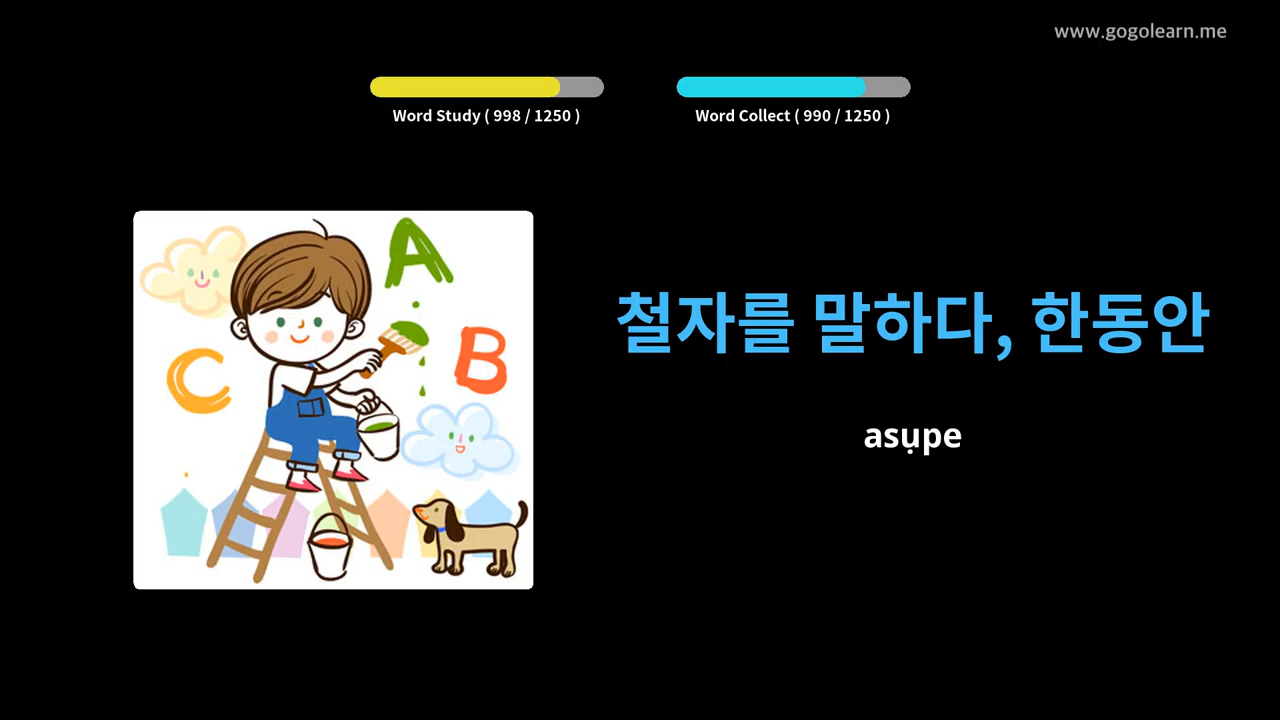 www.gogolearn.me
Word Study ( 998 / 1250 )
Word Collect ( 990 / 1250 )
A
B
C
철자를 말하다, 한동안
asụpe